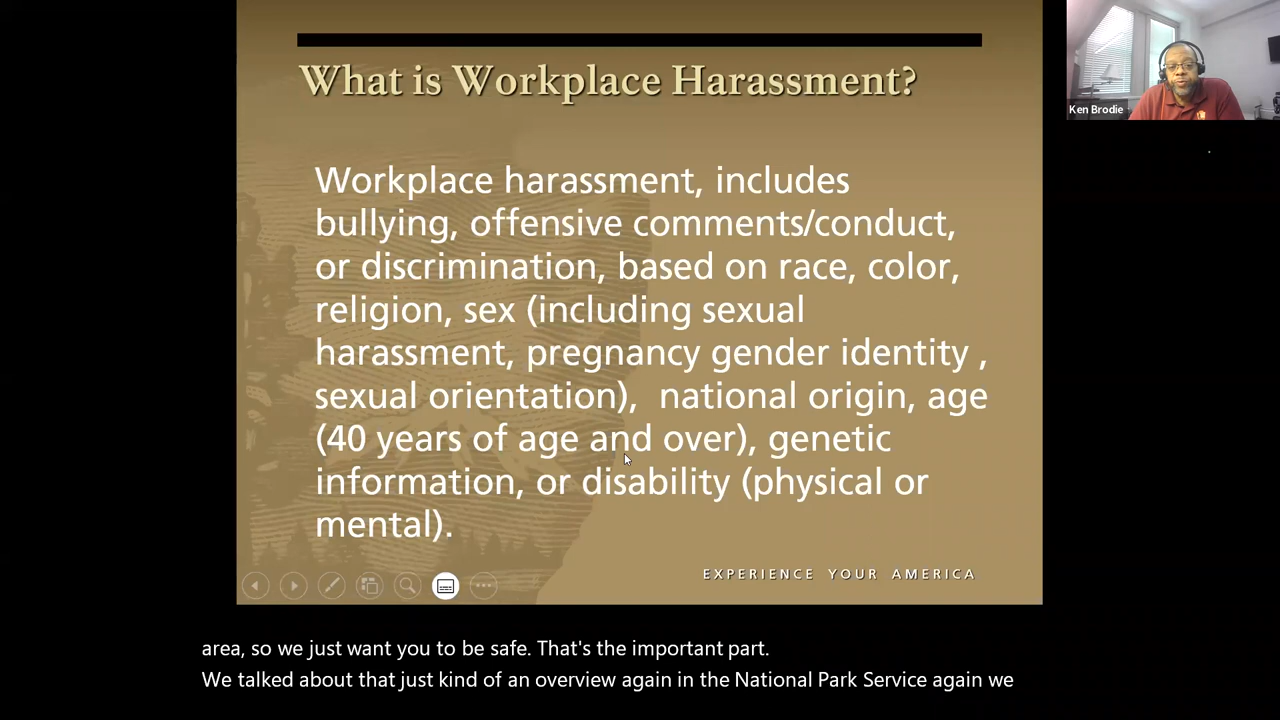 What is Workplace Harassment?
Workplace harassment, includes
bullying, offensive comments/conduct,
or discrimination, based on race, color,
religion, sex (including sexual
harassment, pregnancy gender identity ,
sexual orientation),  national origin, age
(40 years of age and over), genetic
information, or disability (physical or
mental).
EXPERIENCE YOUR AMERICA
Ken Brodie
area, so we just want you to be safe. That's the important part.
We talked about that just kind of an overview again in the National Park Service again we